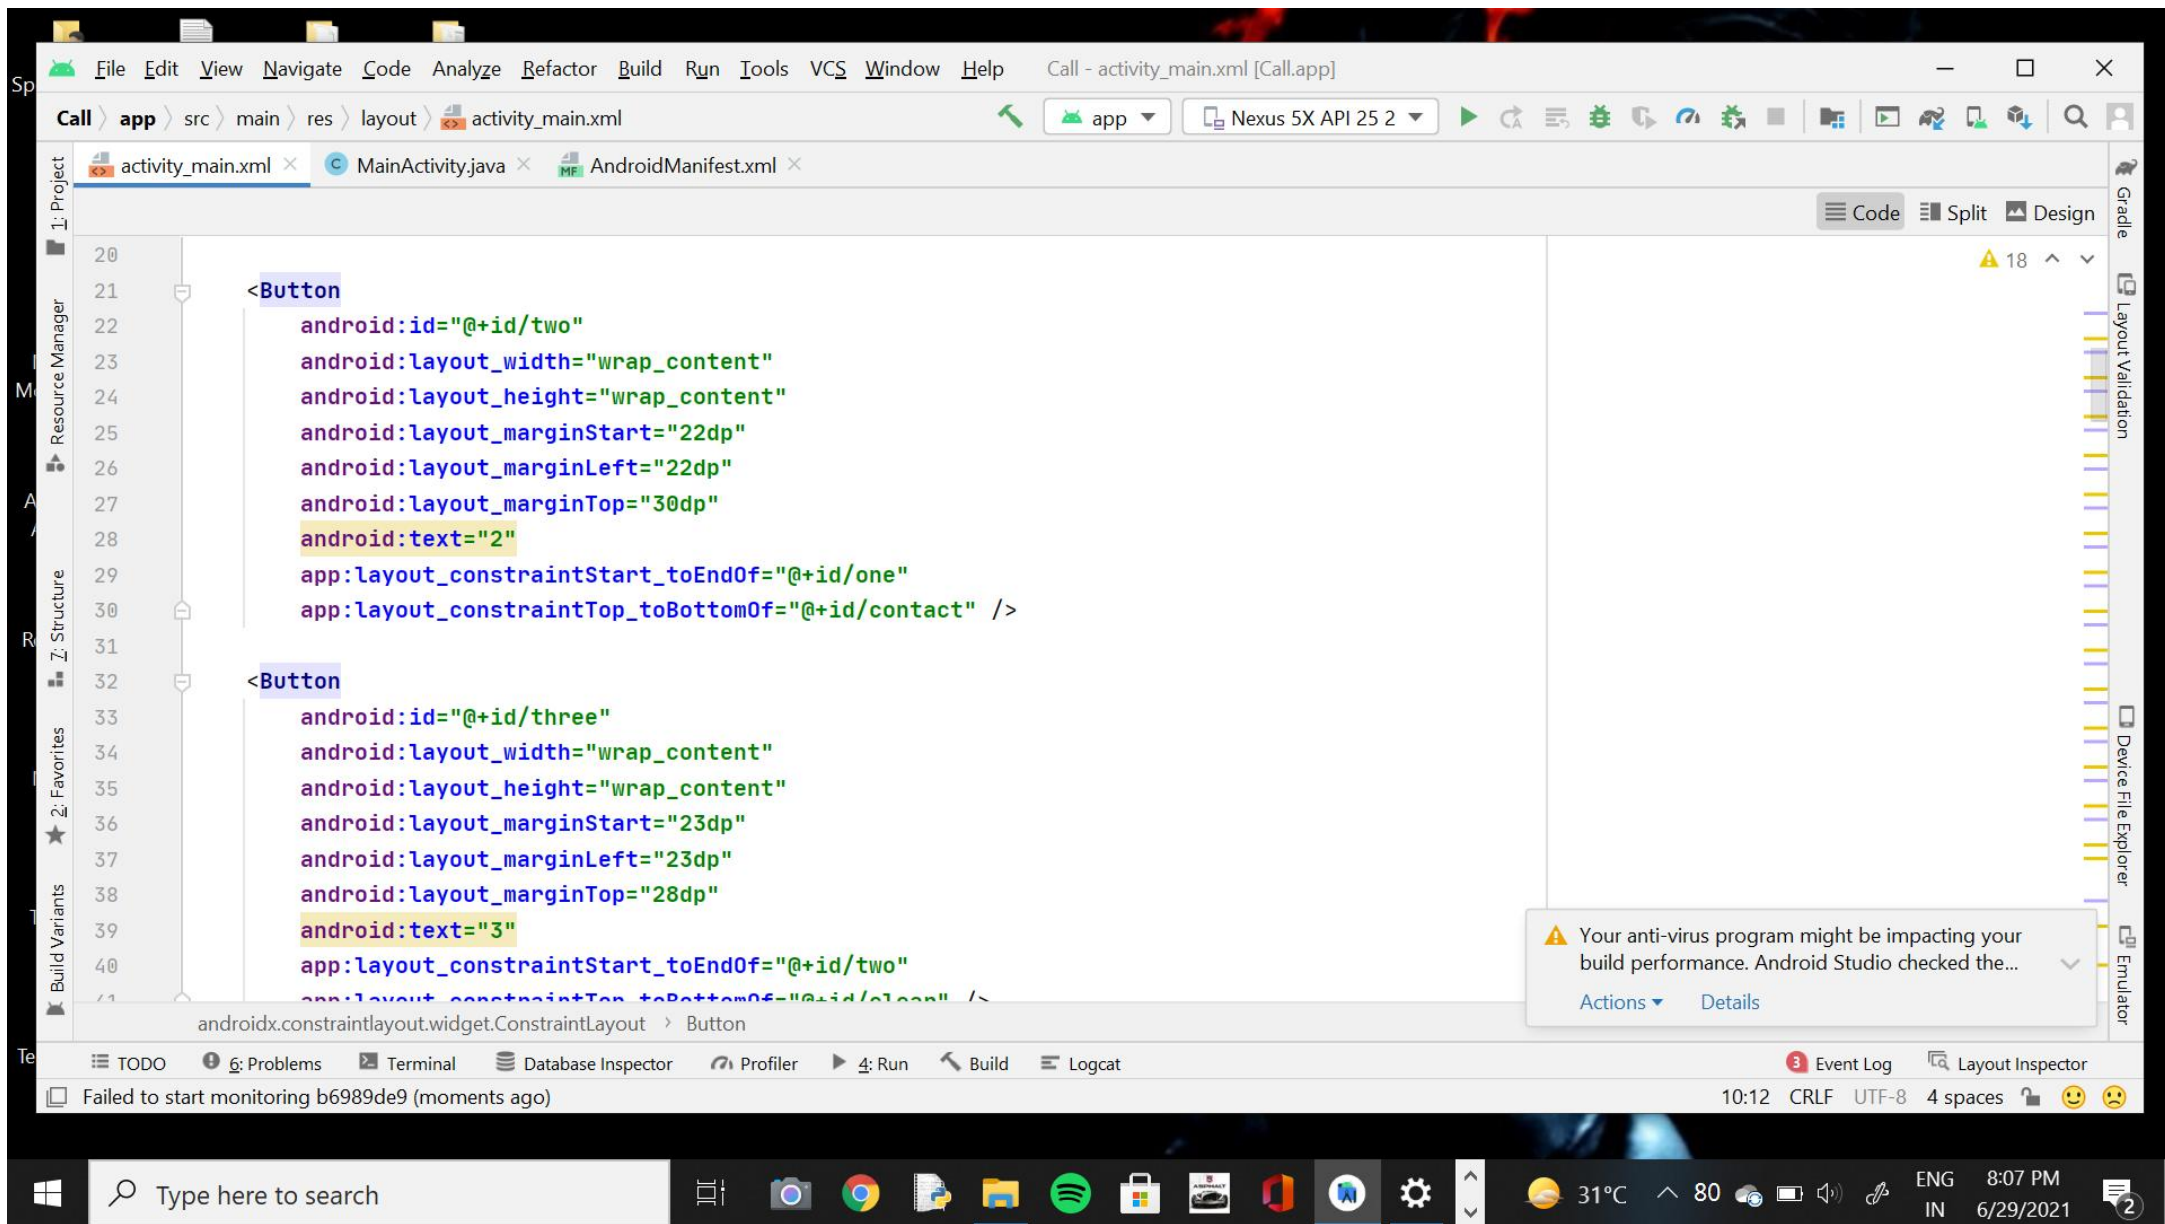 Sp
File Edit View Navigate Code Analyze Refactor Build Run Tools VCS Window Help Call - activity_main.xml [Call.app]
Call app src main res layout activity_main.xml app Nexus 5X API 25 2
activity_main.xml MainActivity.java AndroidManifest.xml
Code Split Design
18
20
21 <Button
22 android:id="@+id/two"
23 android:layout_width="wrap_content"
24 android:layout_height="wrap_content"
25 android:layout_marginStart="22dp"
26 android:layout_marginLeft="22dp"
27 android:layout_marginTop="30dp"
28 android:text="2"
29 app:layout_constraintStart_toEndOf="@+id/one"
30 app:layout_constraintTop_toBottomOf="@+id/contact" />
31
32 <Button
33 android:id="@+id/three"
34 android:layout_width="wrap_content"
35 android:layout_height="wrap_content"
36 android:layout_marginStart="23dp"
37 android:layout_marginLeft="23dp"
38 android:layout_marginTop="28dp"
39 android:text="3"
40 app:layout_constraintStart_toEndOf="@+id/two"
41 app:layout_constraintTop_toBottomOf="@+id/clean" />
1: Project
Resource Manager
7: Structure
2: Favorites
Build Variants
Gradle
Layout Validation
Device File Explorer
Emulator
Your anti-virus program might be impacting your
build performance. Android Studio checked the...
Actions Details
androidx.constraintlayout.widget.ConstraintLayout Button
TODO 6: Problems Terminal Database Inspector Profiler 4: Run Build Logcat 3 Event Log Layout Inspector
Failed to start monitoring b6989de9 (moments ago) 10:12 CRLF UTF-8 4 spaces
Type here to search
31°C 80 ENG 8:07 PM
IN 6/29/2021 2